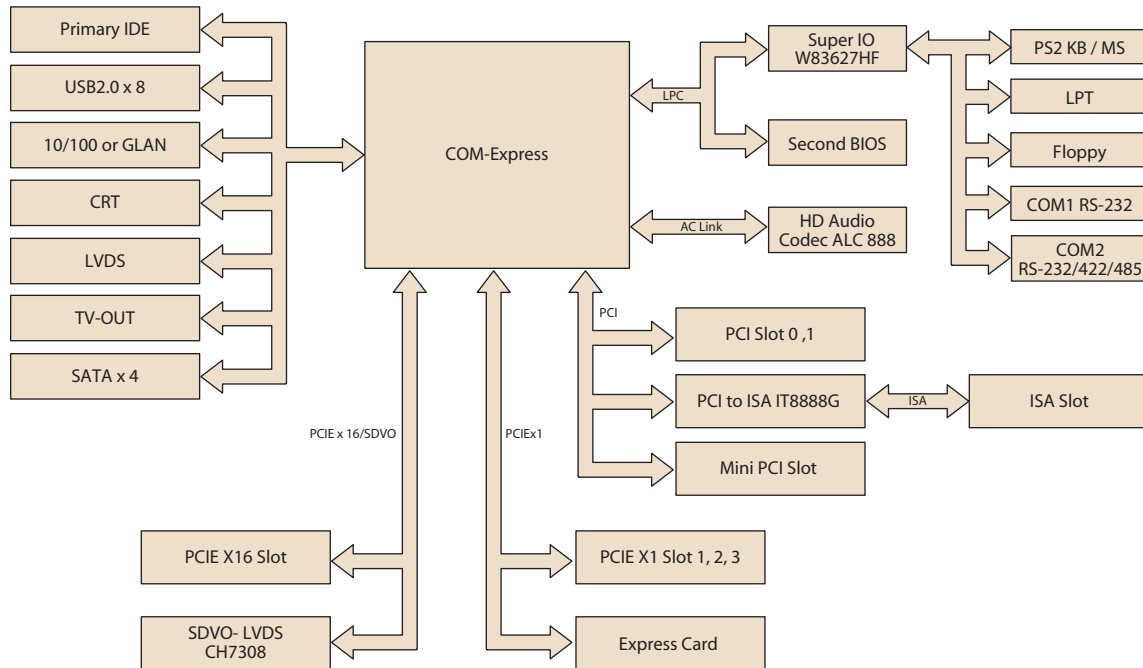 Primary IDE
USB2.0 x 8
10/100 or GLAN
CRT
LVDS
TV-OUT
SATA x 4
COM-Express
LPC
Super IO
W83627HF
Second BIOS
AC Link
HD Audio
Codec ALC 888
PS2 KB / MS
LPT
Floppy
COM1 RS-232
COM2
RS-232/422/485
PCI
PCI Slot 0 ,1
PCI to ISA IT8888G
ISA
ISA Slot
Mini PCI Slot
PCIE x 16/SDVO
PCIEx1
PCIE X16 Slot
SDVO- LVDS
CH7308
PCIE X1 Slot 1, 2, 3
Express Card